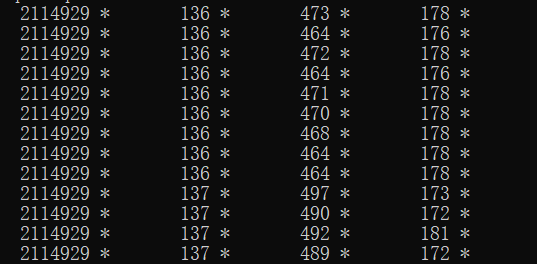 2114929 * 136 * 473 * 178 *
2114929 * 136 * 464 * 176 *
2114929 * 136 * 472 * 178 *
2114929 * 136 * 464 * 176 *
2114929 * 136 * 471 * 178 *
2114929 * 136 * 470 * 178 *
2114929 * 136 * 468 * 178 *
2114929 * 136 * 464 * 178 *
2114929 * 136 * 464 * 178 *
2114929 * 137 * 497 * 173 *
2114929 * 137 * 490 * 172 *
2114929 * 137 * 492 * 181 *
2114929 * 137 * 489 * 172 *